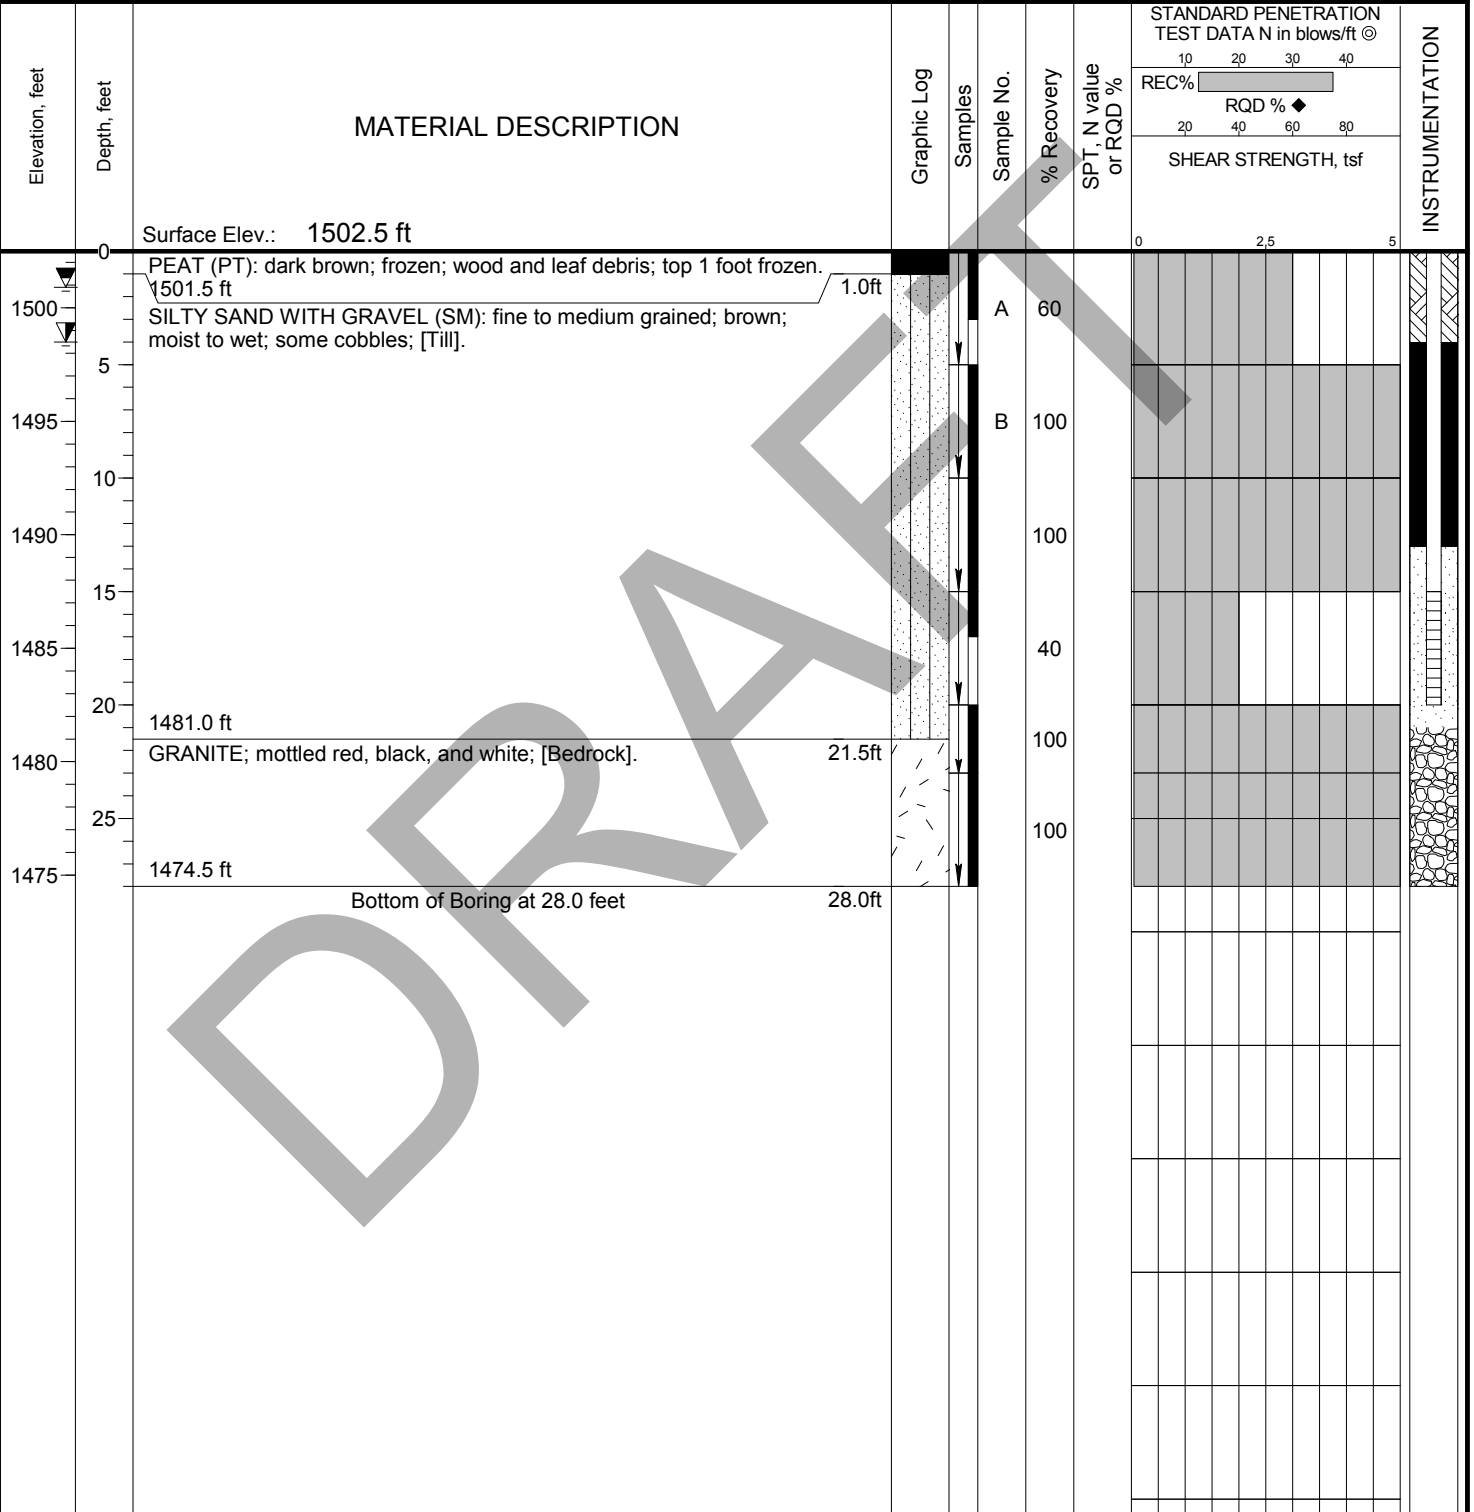 Elevation, feet
Depth, feet
MATERIAL DESCRIPTION
Surface Elev.: 1502.5 ft
Graphic Log
Samples
Sample No.
% Recovery
SPT, N value
or RQD %
STANDARD PENETRATION
TEST DATA N in blows/ft ◎
10 20 30 40
REC%
RQD % ◆
20 40 60 80
SHEAR STRENGTH, tsf
0 2,5 5
INSTRUMENTATION
0
PEAT (PT): dark brown; frozen; wood and leaf debris; top 1 foot frozen.
1501.5 ft 1.0ft
1500
SILTY SAND WITH GRAVEL (SM): fine to medium grained; brown;
moist to wet; some cobbles; [Till].
A 60
5
1495
B 100
10
1490
100
15
1485
40
20
1481.0 ft
GRANITE; mottled red, black, and white; [Bedrock]. 21.5ft
100
1480
25
100
1474.5 ft
1475
Bottom of Boring at 28.0 feet 28.0ft
DRAFT